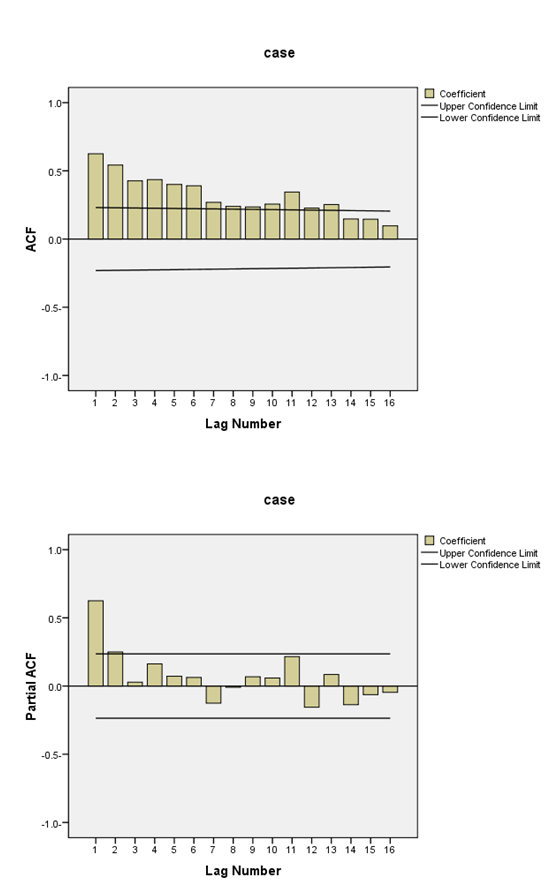 case
Coefficient
Upper Confidence Limit
Lower Confidence Limit
1.0-
0.5-
0.0-
-0.5-
-1.0-
ACF
1 2 3 4 5 6 7 8 9 10 11 12 13 14 15 16
Lag Number
case
Coefficient
Upper Confidence Limit
Lower Confidence Limit
1.0-
0.5-
0.0-
-0.5-
-1.0-
Partial ACF
1 2 3 4 5 6 7 8 9 10 11 12 13 14 15 16
Lag Number